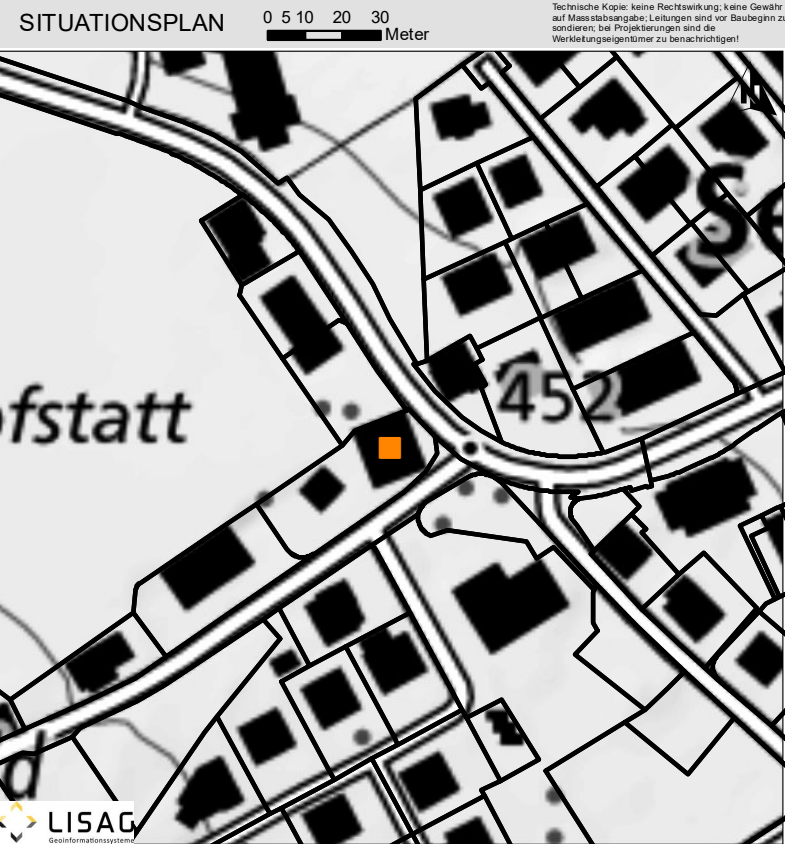 SITUATIONSPLAN
0 5 10 20 30
Meter
Technische Kopie: keine Rechtswirkung; keine Gewähr
auf Massstabsangabe; Leitungen sind vor Baubeginn zu
sondieren; bei Projektierungen sind die
Werkleitungseigentümer zu benachrichtigen!
N
Se
452
fstatt
d
LISAG
Geoinformationssysteme